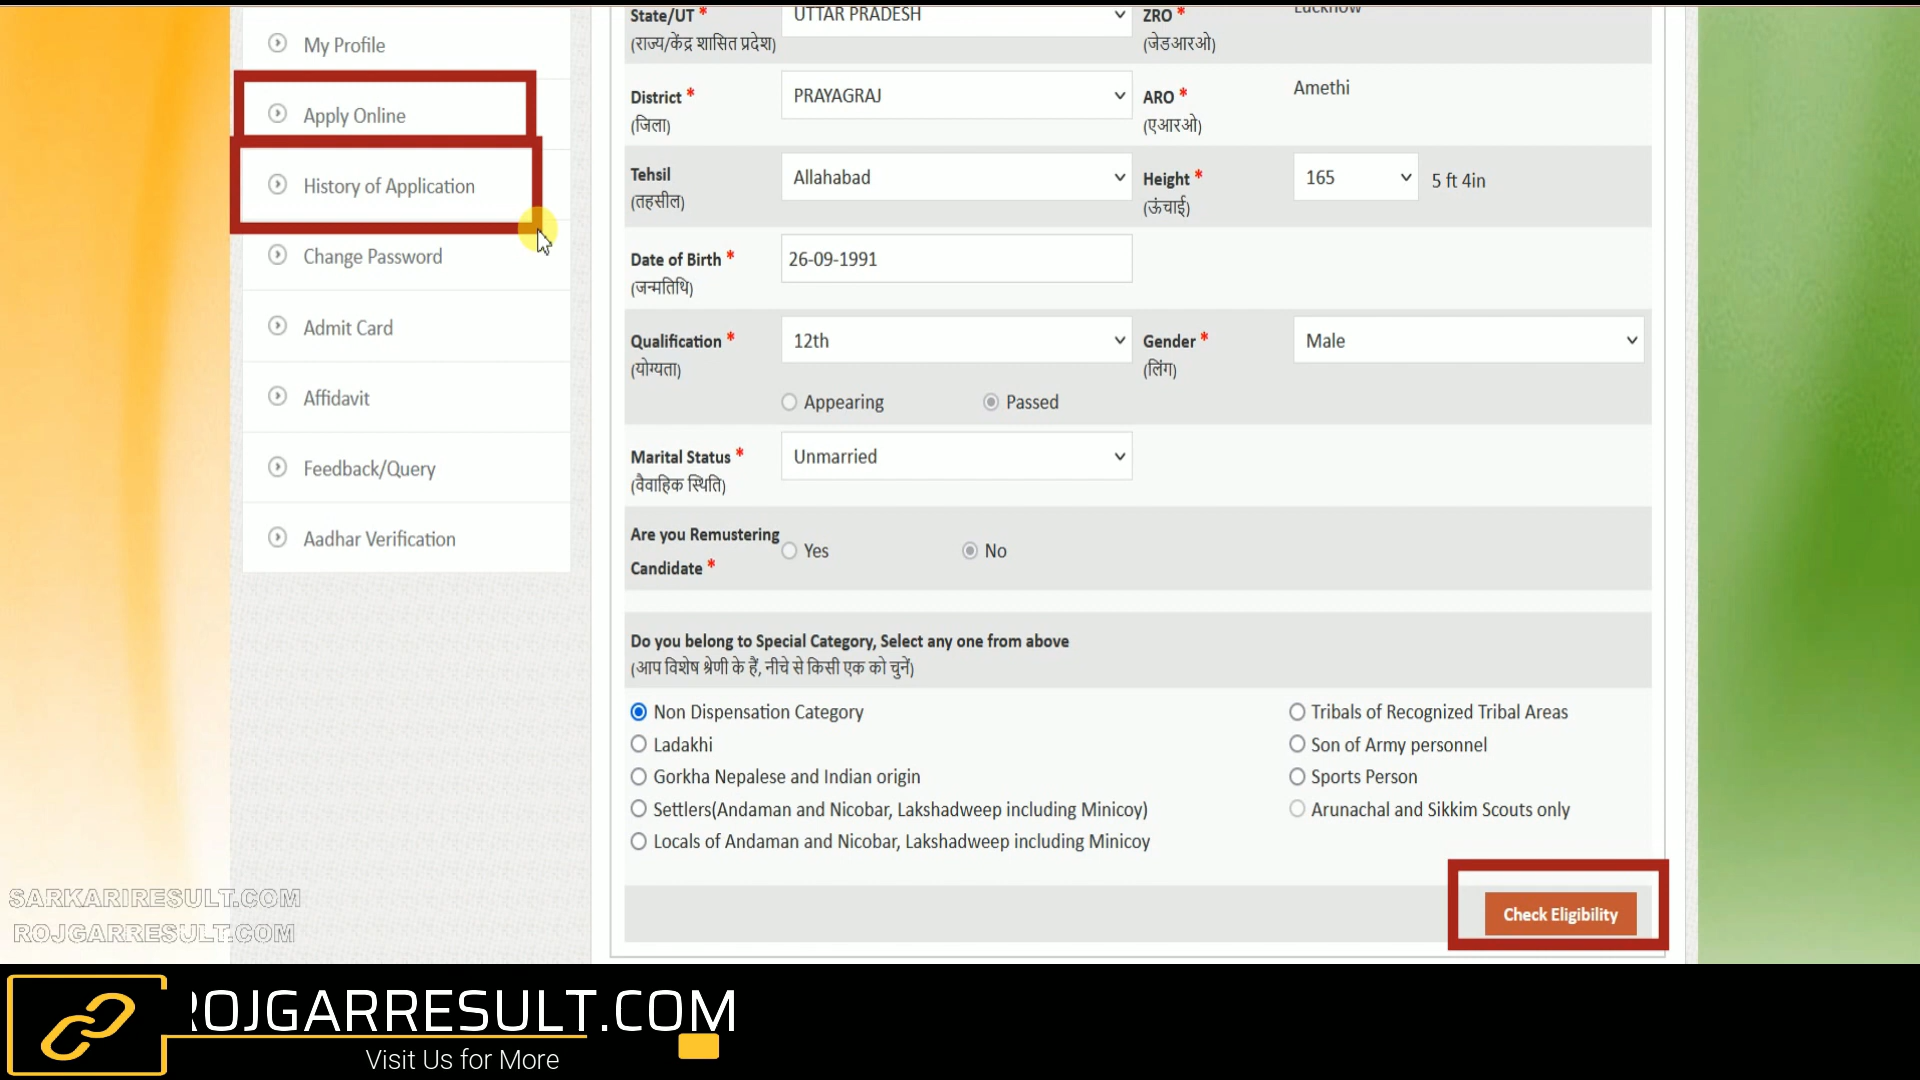 My Profile
Apply Online
History of Application
Change Password
Admit Card
Affidavit
Feedback/Query
Aadhar Verification
State/UT * UTTAR PRADESH ZRO * Lucknow
(राज्य/केंद्र शासित प्रदेश) (जेडआरओ)
District * PRAYAGRAJ ARO * Amethi
(जिला) (एआरओ)
Tehsil Allahabad Height * 165 5 ft 4in
(तहसील) (ऊंचाई)
Date of Birth * 26-09-1991
(जन्मतिथि)
Qualification * 12th Gender * Male
(योग्यता) (लिंग)
Appearing Passed
Marital Status * Unmarried
(वैवाहिक स्थिति)
Are you Remustering
Candidate * Yes No
Do you belong to Special Category, Select any one from above
(आप विशेष श्रेणी के हैं, नीचे से किसी एक को चुनें)
Non Dispensation Category Tribals of Recognized Tribal Areas
Ladakhi Son of Army personnel
Gorkha Nepalese and Indian origin Sports Person
Settlers(Andaman and Nicobar, Lakshadweep including Minicoy) Arunachal and Sikkim Scouts only
Locals of Andaman and Nicobar, Lakshadweep including Minicoy
Check Eligibility
SARKARIRESULT.COM
ROJGARRESULT.COM
ROJGARRESULT.COM
Visit Us for More